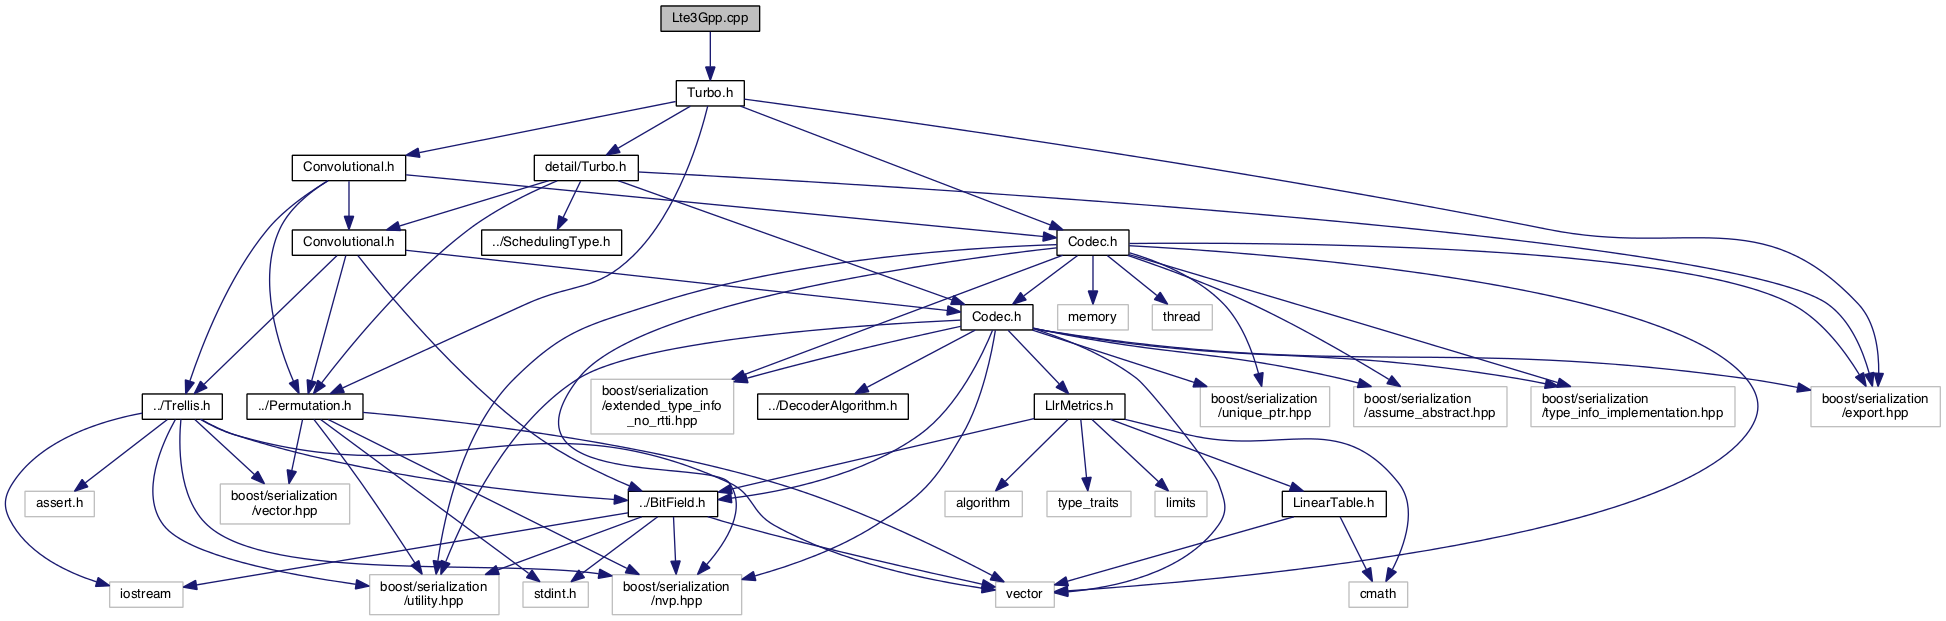 Lte3Gpp.cpp
Turbo.h
Convolutional.h
detail/Turbo.h
Convolutional.h
../SchedulingType.h
Codec.h
Codec.h
memory
thread
../Trellis.h
../Permutation.h
boost/serialization
/extended_type_info
_no_rtti.hpp
../DecoderAlgorithm.h
LlrMetrics.h
boost/serialization
/unique_ptr.hpp
boost/serialization
/assume_abstract.hpp
boost/serialization
/type_info_implementation.hpp
boost/serialization
/export.hpp
assert.h
boost/serialization
/vector.hpp
../BitField.h
algorithm
type_traits
limits
LinearTable.h
iostream
boost/serialization
/utility.hpp
stdint.h
boost/serialization
/nvp.hpp
vector
cmath